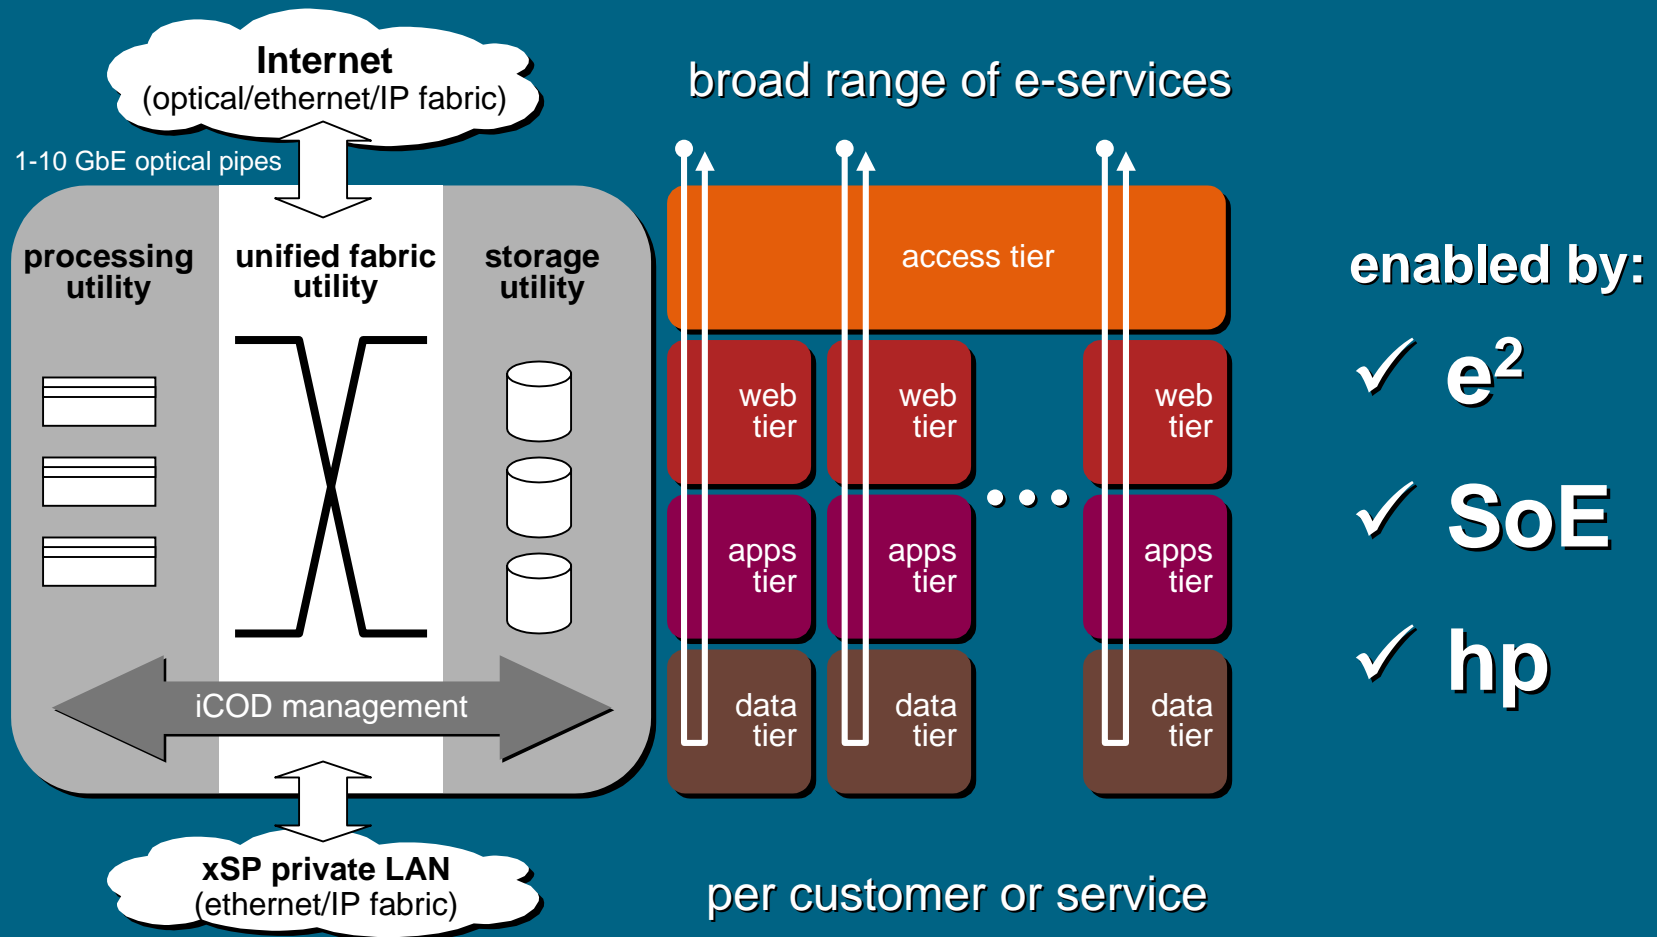 Internet
(optical/ethernet/IP fabric)
1-10 GbE optical pipes
processing
utility
unified fabric
utility
storage
utility
iCOD management
xSP private LAN
(ethernet/IP fabric)
broad range of e-services
access tier
web
tier
web
tier
web
tier
•••
apps
tier
apps
tier
apps
tier
data
tier
data
tier
data
tier
per customer or service
enabled by:
✓ e²
✓ SoE
✓ hp